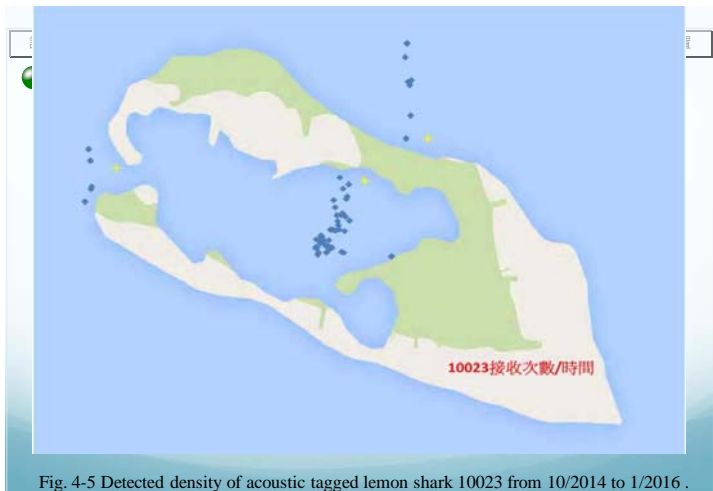 10023接收次數/時間
Fig. 4-5 Detected density of acoustic tagged lemon shark 10023 from 10/2014 to 1/2016 .